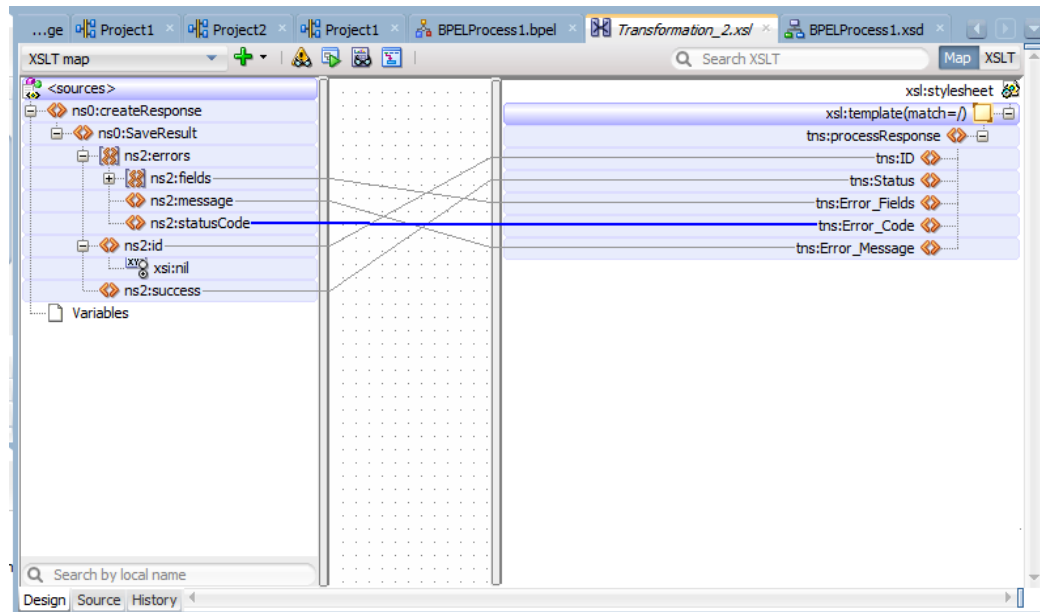 ...ge Project1 Project2 Project1 BPELProcess1.bpel Transformation_2.xsl BPELProcess1.xsd
XSLT map Search XSLT Map XSLT
<sources>
ns0:createResponse
ns0:SaveResult
ns2:errors
ns2:fields
ns2:message
ns2:statusCode
ns2:id
xsi:nil
ns2:success
Variables
xsl:stylesheet
xsl:template(match=/)
tns:processResponse
tns:ID
tns:Status
tns:Error_Fields
tns:Error_Code
tns:Error_Message
Search by local name
Design Source History